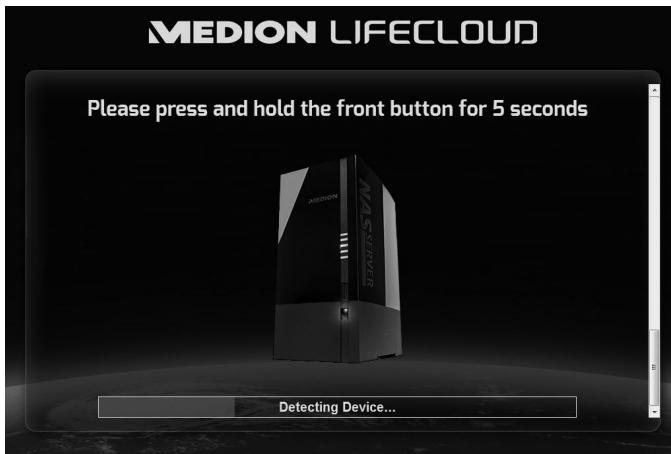 MEDION LIFECLOUD
Please press and hold the front button for 5 seconds
MEDION
NAS SERVER
Detecting Device...